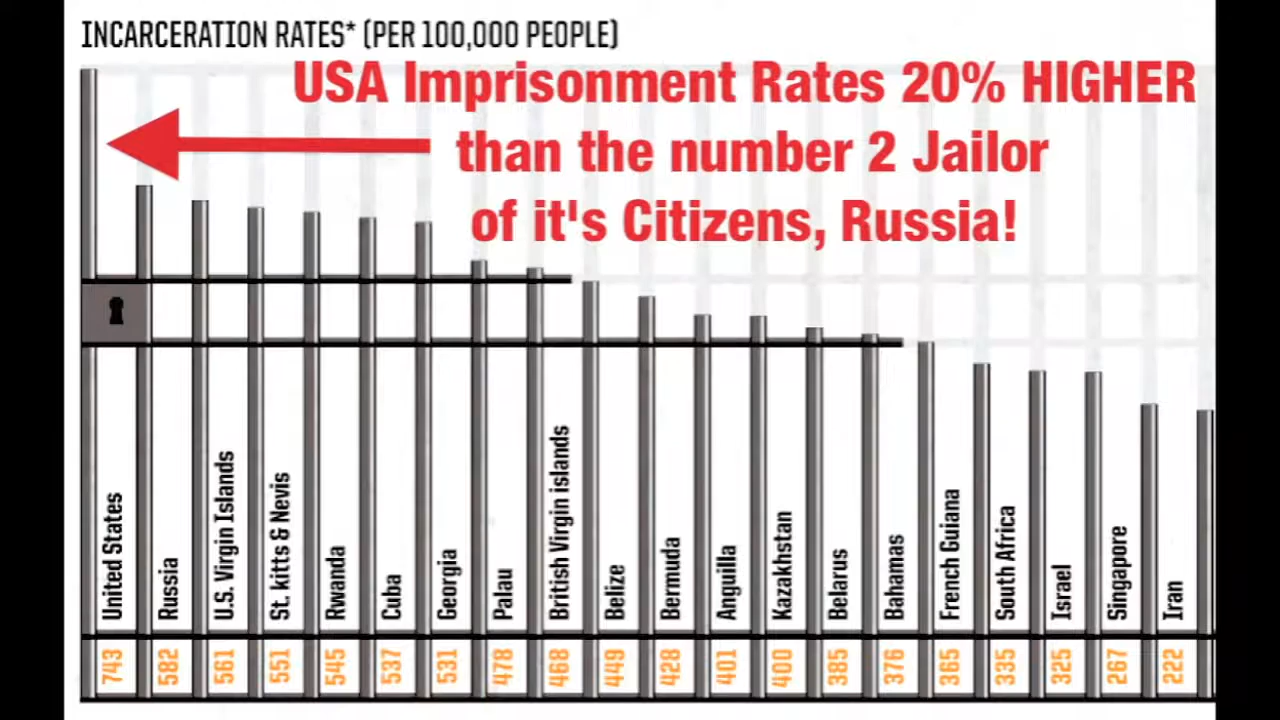 INCARCERATION RATES* (PER 100,000 PEOPLE)
USA Imprisonment Rates 20% HIGHER
than the number 2 Jailor
of it's Citizens, Russia!
United States
Russia
U.S. Virgin Islands
St. kitts & Nevis
Rwanda
Cuba
Georgia
Palau
British Virgin islands
Belize
Bermuda
Anguilla
Kazakhstan
Belarus
Bahamas
French Guiana
South Africa
Israel
Singapore
Iran
743
582
561
551
545
537
531
478
468
449
428
401
400
385
376
365
335
325
267
222